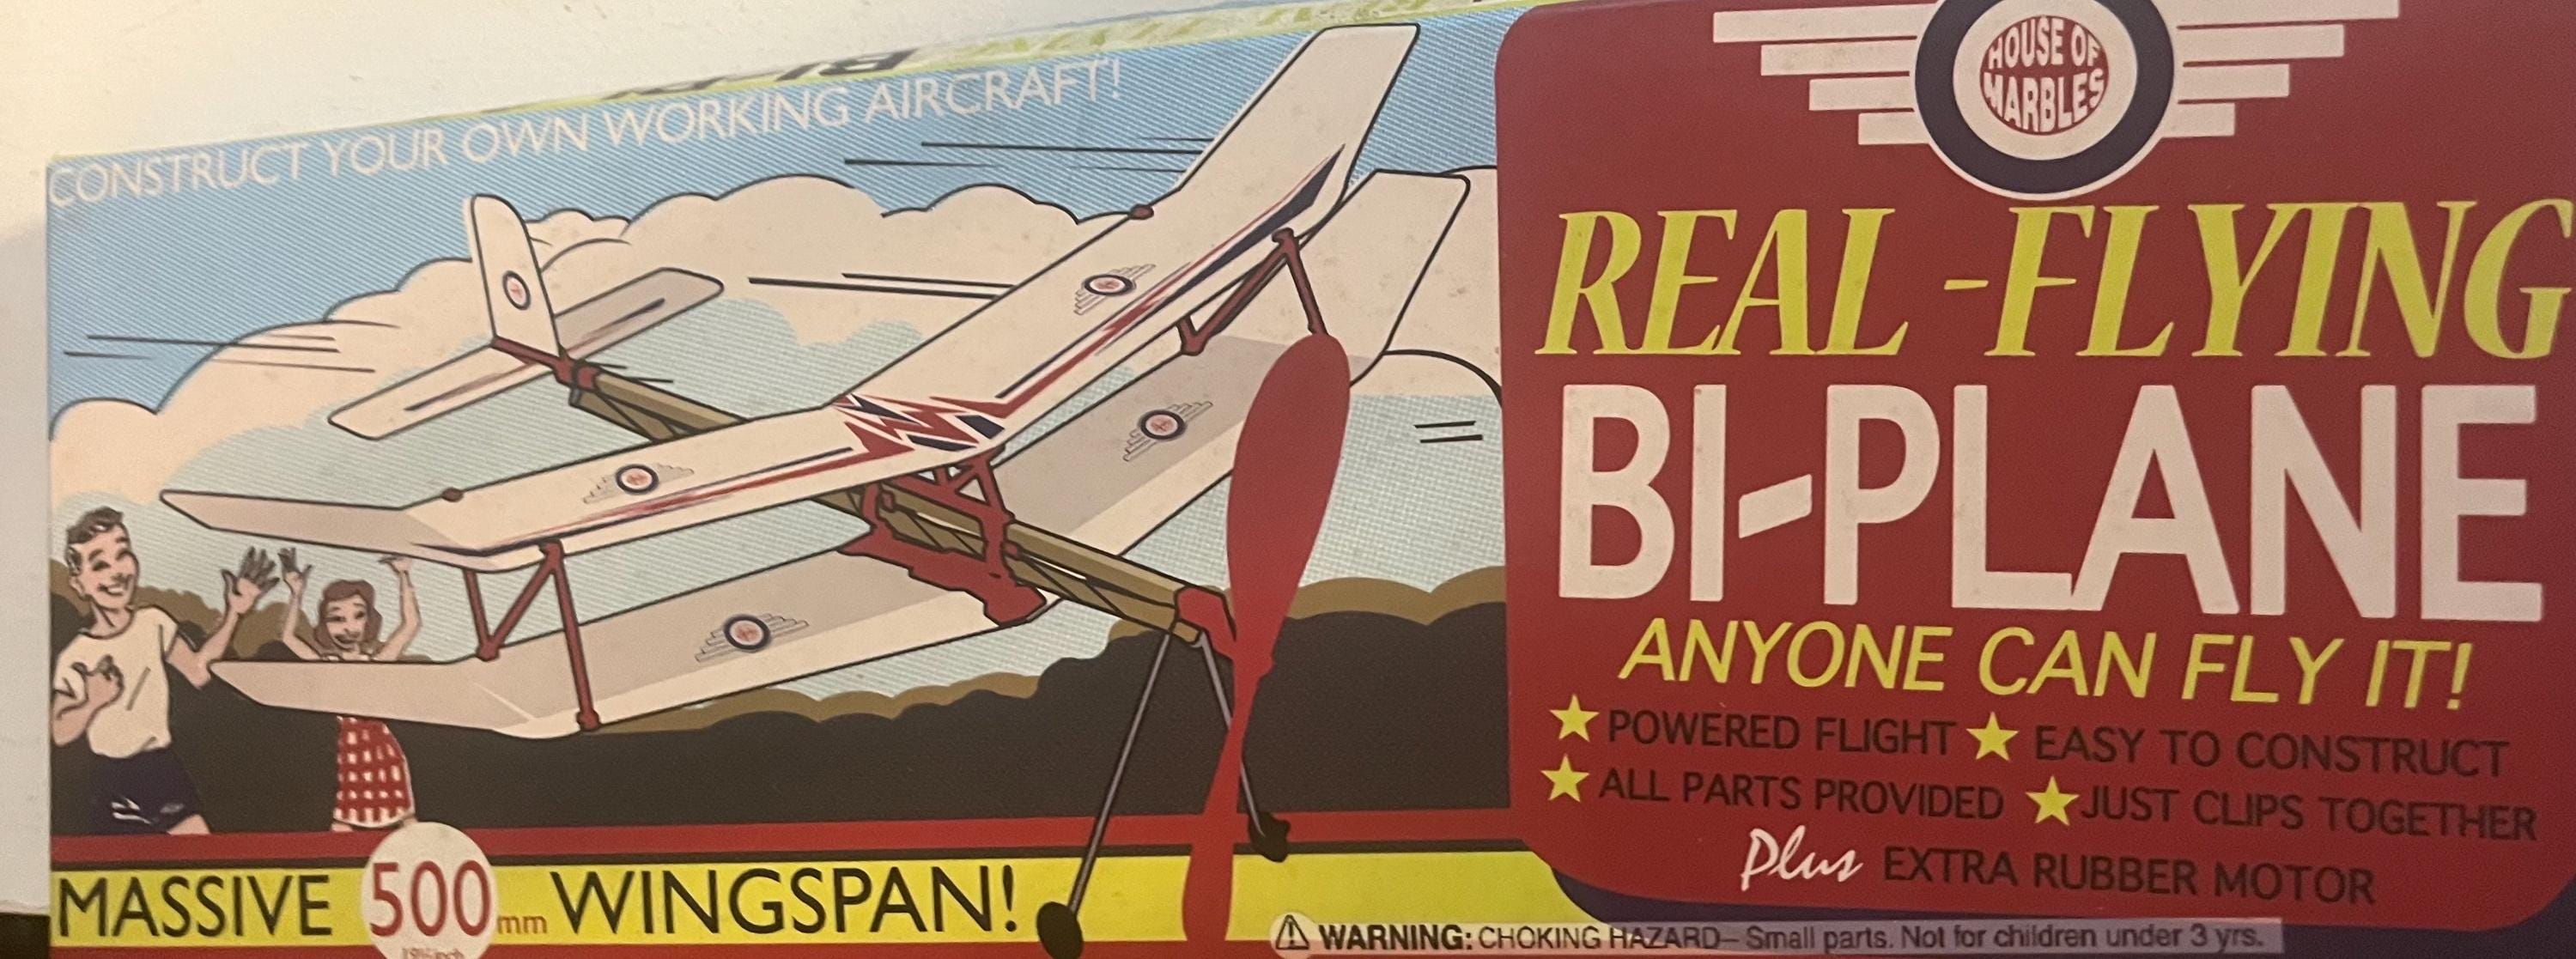 CONSTRUCT YOUR OWN WORKING AIRCRAFT!
HOUSE OF
MARBLES
REAL-FLYING
BI-PLANE
ANYONE CAN FLY IT!
★ POWERED FLIGHT ★ EASY TO CONSTRUCT
★ ALL PARTS PROVIDED ★ JUST CLIPS TOGETHER
Plus EXTRA RUBBER MOTOR
MASSIVE 500mm WINGSPAN!
⚠ WARNING: CHOKING HAZARD– Small parts. Not for children under 3 yrs.